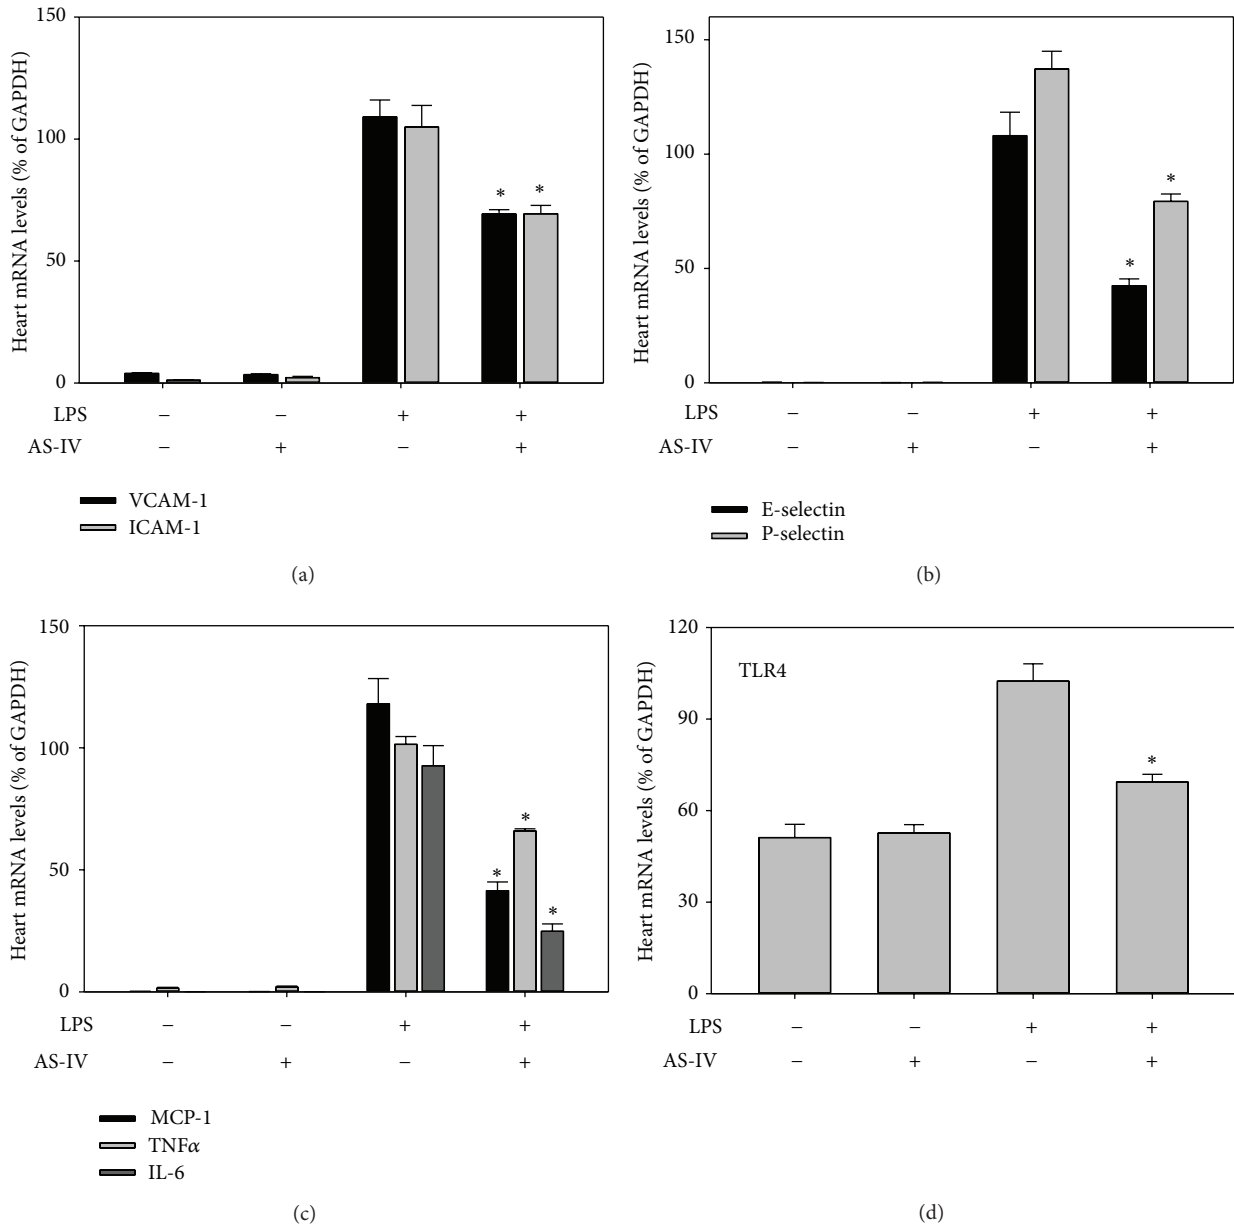 150
100
50
0
Heart mRNA levels (% of GAPDH)
* *
LPS − − + +
AS-IV − + − +
VCAM-1
ICAM-1
(a)
150
100
50
0
Heart mRNA levels (% of GAPDH)
* *
LPS − − + +
AS-IV − + − +
E-selectin
P-selectin
(b)
150
100
50
0
Heart mRNA levels (% of GAPDH)
* * *
LPS − − + +
AS-IV − + − +
MCP-1
TNFα
IL-6
(c)
120
90
60
30
0
Heart mRNA levels (% of GAPDH)
TLR4
*
LPS − − + +
AS-IV − + − +
(d)